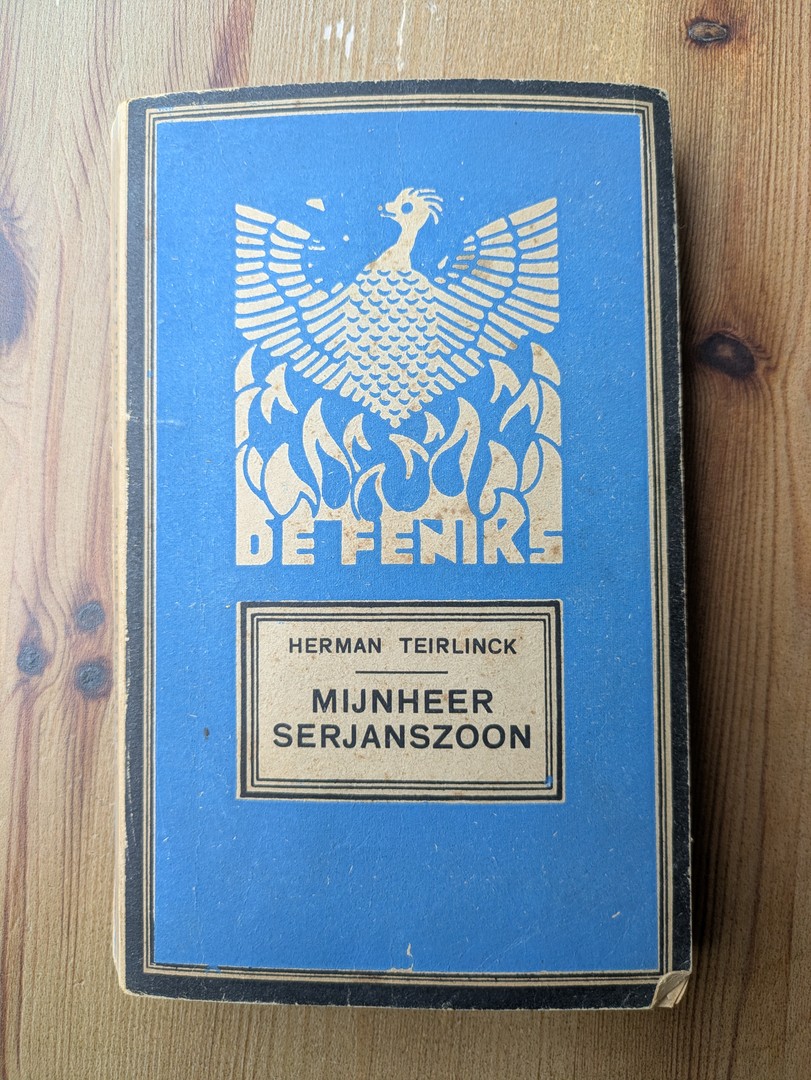 DE FENIKS
HERMAN TEIRLINCK
MIJNHEER
SERJANSZOON